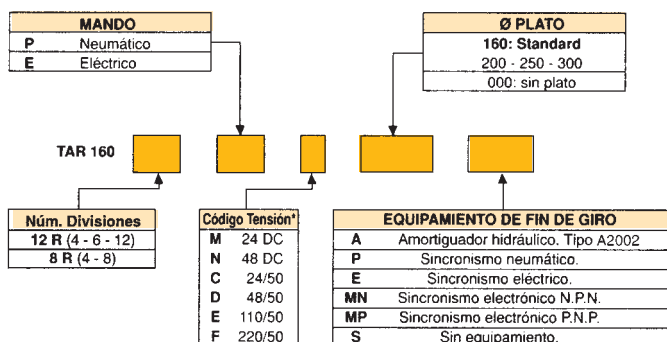 MANDO
P Neumático
E Eléctrico
Ø PLATO
160: Standard
200 - 250 - 300
000: sin plato
TAR 160
Núm. Divisiones
12 R (4 - 6 - 12)
8 R (4 - 8)
Código Tensión*
M 24 DC
N 48 DC
C 24/50
D 48/50
E 110/50
F 220/50
EQUIPAMIENTO DE FIN DE GIRO
A Amortiguador hidráulico. Tipo A2002
P Sincronismo neumático.
E Sincronismo eléctrico.
MN Sincronismo electrónico N.P.N.
MP Sincronismo electrónico P.N.P.
S Sin equipamiento.